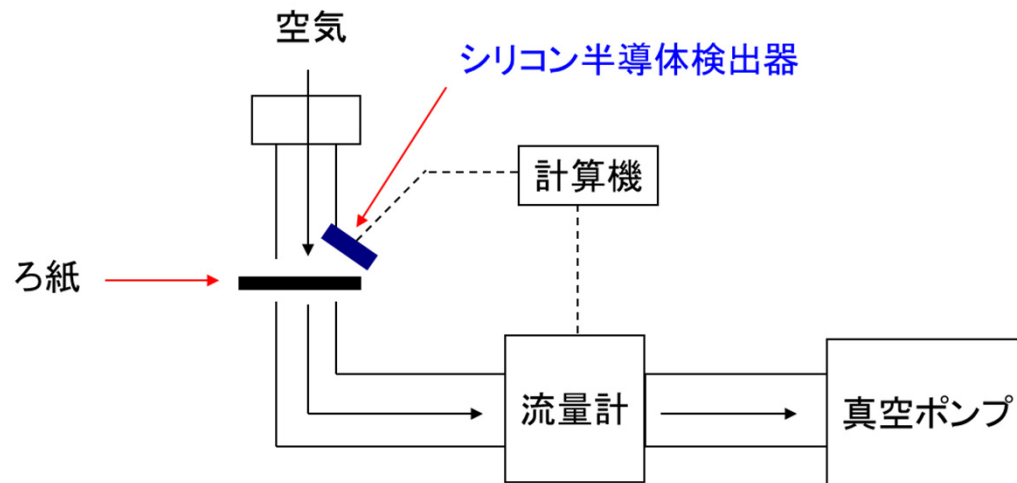 空気
シリコン半導体検出器
計算機
ろ紙
流量計
真空ポンプ